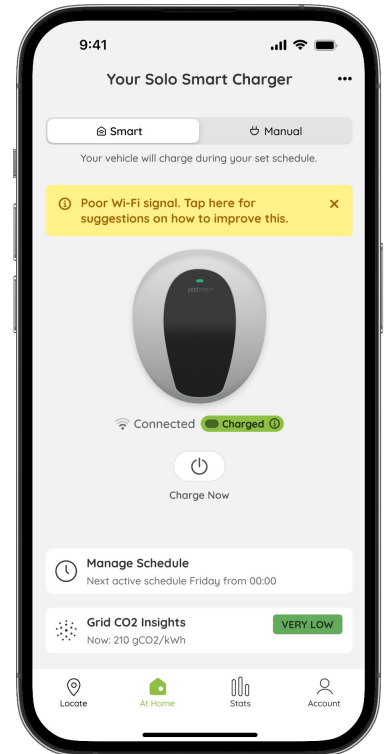 9:41
Your Solo Smart Charger
Smart
Manual
Your vehicle will charge during your set schedule.
Poor Wi-Fi signal. Tap here for
suggestions on how to improve this.
Connected
Charged
Charge Now
Manage Schedule
Next active schedule Friday from 00:00
Grid CO2 Insights
VERY LOW
Now: 210 gCO2/kWh
Locate
At Home
Stats
Account